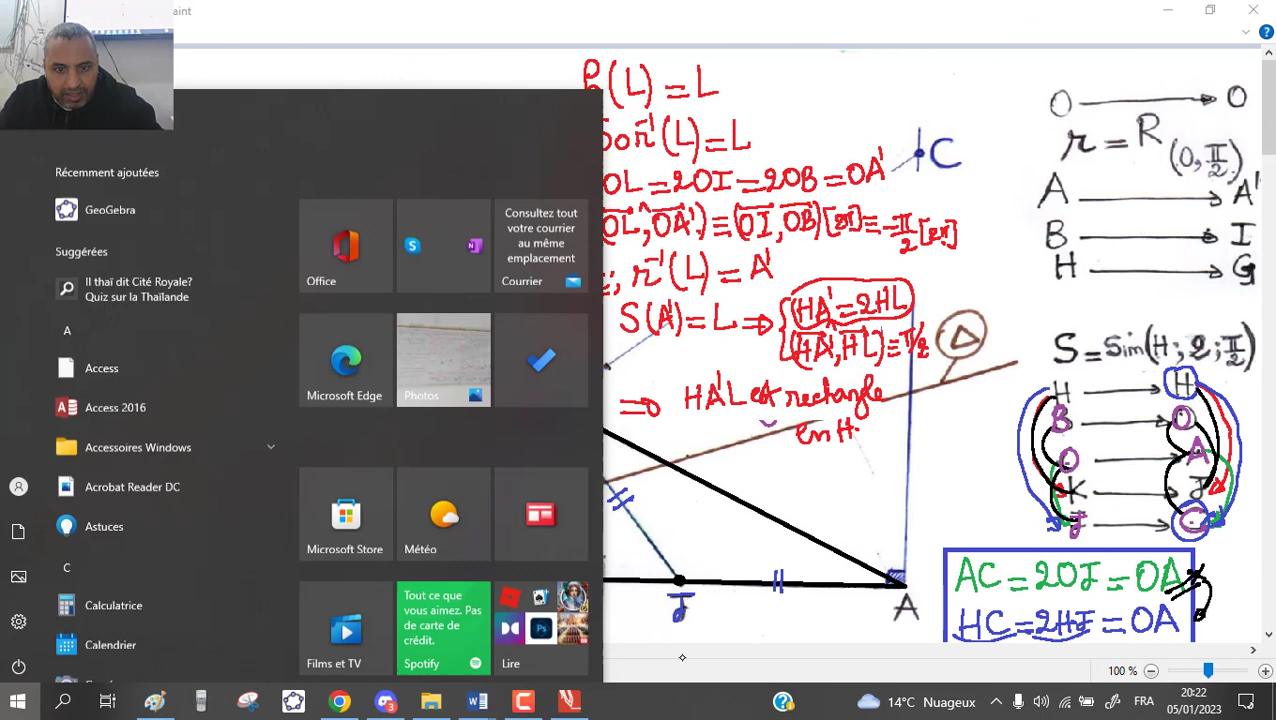 aint
Récemment ajoutées
GeoGebra
Suggérées
Il thaï dit Cité Royale?
Quiz sur la Thaïlande
A
Access
Access 2016
Accessoires Windows
Acrobat Reader DC
Astuces
C
Calculatrice
Calendrier
Office
Consultez tout
votre courrier
au même
emplacement
Courrier
Microsoft Edge
Photos
Microsoft Store
Météo
Films et TV
Tout ce que
vous aimez. Pas
de carte de
crédit.
Spotify
Lire
(L) = L
or⁻¹(L) = L
OL = 2OI = 2OB = OA'
(OL, OA') ≡ (OI, OB)[2π] ≡ -π/2 [2π]
; r⁻¹(L) = A'
S(A') = L ⇒ { HA' = 2HL
(HA', HL) ≡ π/2
⇒ HA'L est rectangle
en H.
C
Δ
J
A
O → O
r = R(O, π/2)
A → A'
B → I
H → G
S = Sim(H; 2; π/2)
H → H
B → O
O → A
K → J
J → C
AC = 2OJ = OA
HC = 2HJ = OA
100 %
14°C Nuageux
FRA
20:22
05/01/2023